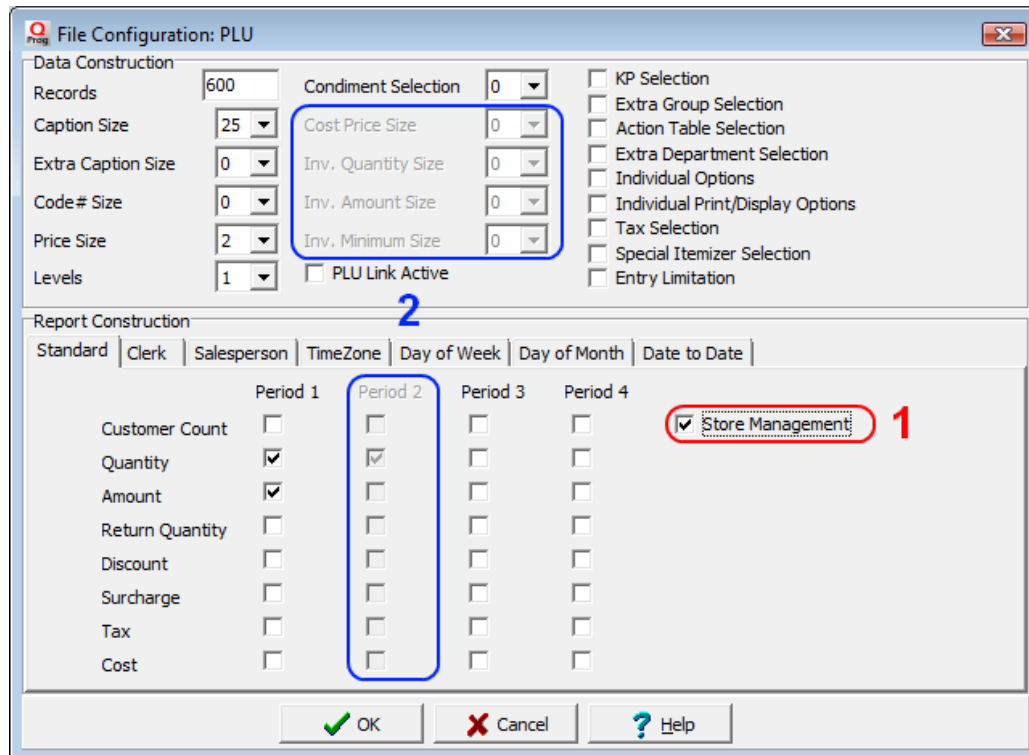 Q Prog File Configuration: PLU
Data Construction
Records 600 Condiment Selection 0 KP Selection
Extra Group Selection
Caption Size 25 Cost Price Size 0 Action Table Selection
Extra Department Selection
Extra Caption Size 0 Inv. Quantity Size 0 Individual Options
Code# Size 0 Inv. Amount Size 0 Individual Print/Display Options
Tax Selection
Price Size 2 Inv. Minimum Size 0 Special Itemizer Selection
Levels 1 PLU Link Active Entry Limitation
2
Report Construction
Standard Clerk Salesperson TimeZone Day of Week Day of Month Date to Date
Period 1 Period 2 Period 3 Period 4
Customer Count Store Management 1
Quantity
Amount
Return Quantity
Discount
Surcharge
Tax
Cost
OK Cancel ? Help